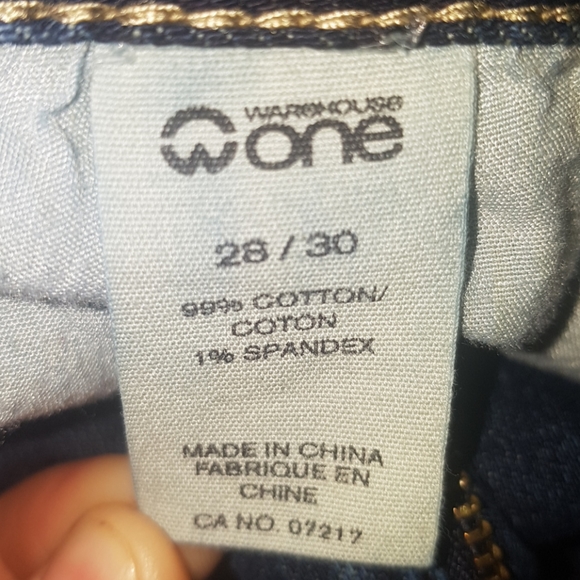 WAREHOUSE
one
28 / 30
99% COTTON/
COTON
1% SPANDEX
MADE IN CHINA
FABRIQUE EN
CHINE
CA NO. 07217